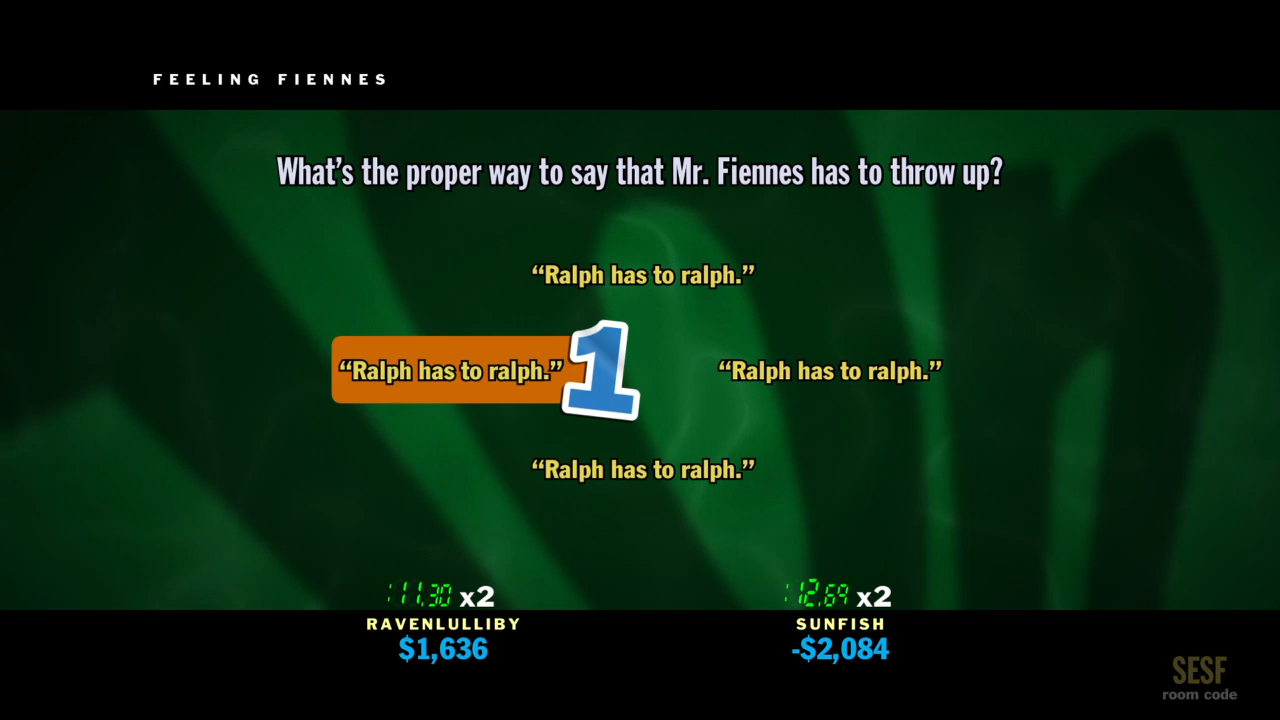 FEELING FIENNES
What's the proper way to say that Mr. Fiennes has to throw up?
“Ralph has to ralph.”
“Ralph has to ralph.” 1 “Ralph has to ralph.”
“Ralph has to ralph.”
11.30 x2 12.69 x2
RAVENLULLIBY SUNFISH
$1,636 -$2,084
SESF
room code